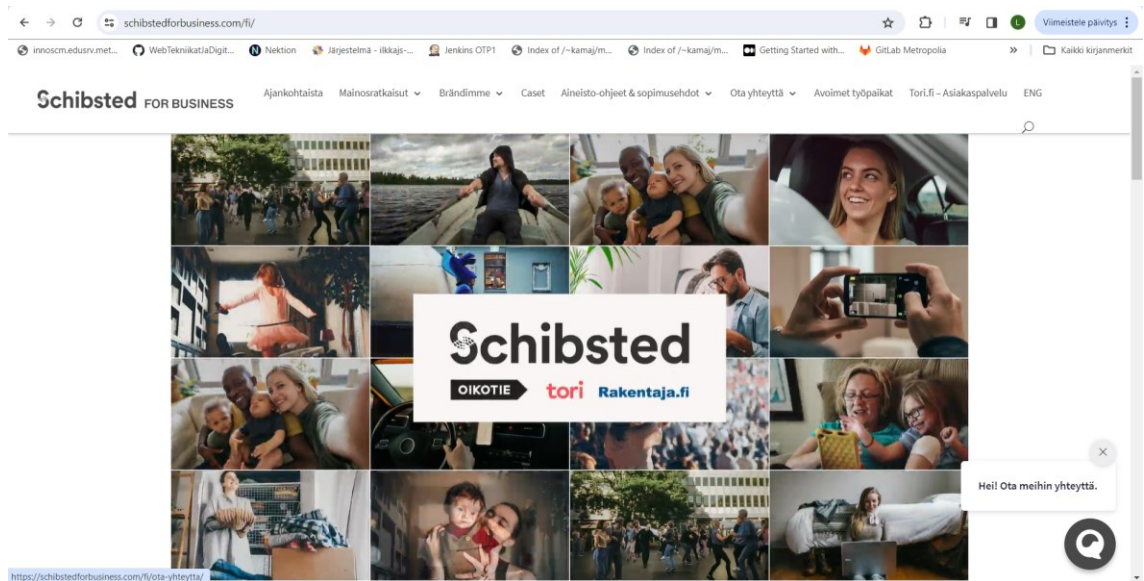 schibstedforbusiness.com/fi/
L
Viimeistele päivitys
innoscm.edusrv.met...
WebTekniikatJaDigit...
N Nektion
Järjestelmä - ilkkajs-...
Jenkins OTP1
Index of /~kamaj/m...
Index of /~kamaj/m...
Getting Started with...
GitLab Metropolia
»
Kaikki kirjanmerkit
Schibsted FOR BUSINESS
Ajankohtaista
Mainosratkaisut
Brändimme
Caset
Aineisto-ohjeet & sopimusehdot
Ota yhteyttä
Avoimet työpaikat
Tori.fi – Asiakaspalvelu
ENG
Schibsted
OIKOTIE tori Rakentaja.fi
Hei! Ota meihin yhteyttä.
https://schibstedforbusiness.com/fi/ota-yhteytta/